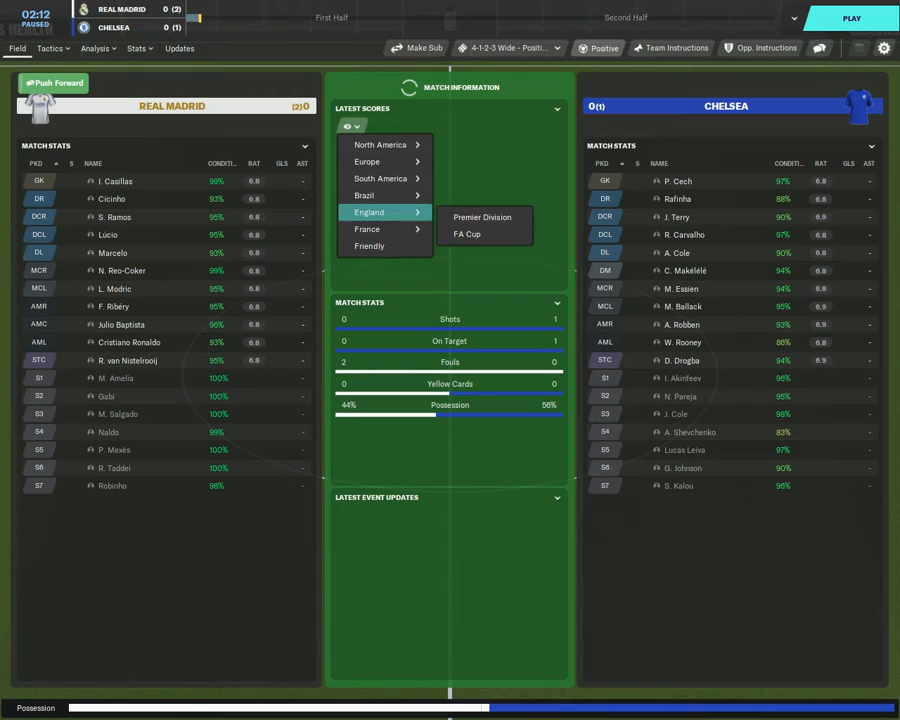 02:12
PAUSED
REAL MADRID 0 (2)
CHELSEA 0 (1)
First Half
Second Half
PLAY
Field Tactics Analysis Stats Updates
Make Sub 4-1-2-3 Wide - Positi... Positive Team Instructions Opp. Instructions
Push Forward
REAL MADRID (2)0
MATCH STATS
PKD S NAME CONDITI... RAT GLS AST
GK I. Casillas 99% 6.8 -
DR Cicinho 93% 6.8 -
DCR S. Ramos 95% 6.8 -
DCL Lúcio 95% 6.8 -
DL Marcelo 93% 6.8 -
MCR N. Reo-Coker 99% 6.8 -
MCL L. Modric 95% 6.8 -
AMR F. Ribéry 95% 6.8 -
AMC Julio Baptista 96% 6.8 -
AML Cristiano Ronaldo 93% 6.8 -
STC R. van Nistelrooij 95% 6.8 -
S1 M. Amelia 100% -
S2 Gabi 100% -
S3 M. Salgado 100% -
S4 Naldo 99% -
S5 P. Mexès 100% -
S6 R. Taddei 100% -
S7 Robinho 98% -
MATCH INFORMATION
LATEST SCORES
North America
Europe
South America
Brazil
England
France
Friendly
Premier Division
FA Cup
MATCH STATS
0 Shots 1
0 On Target 1
2 Fouls 0
0 Yellow Cards 0
44% Possession 56%
LATEST EVENT UPDATES
0(1) CHELSEA
MATCH STATS
PKD S NAME CONDITI... RAT GLS AST
GK P. Cech 97% 6.8 -
DR Rafinha 88% 6.8 -
DCR J. Terry 90% 6.9 -
DCL R. Carvalho 97% 6.8 -
DL A. Cole 90% 6.8 -
DM C. Makélélé 94% 6.8 -
MCR M. Essien 94% 6.8 -
MCL M. Ballack 95% 6.9 -
AMR A. Robben 93% 6.9 -
AML W. Rooney 86% 6.8 -
STC D. Drogba 94% 6.9 -
S1 I. Akinfeev 96% -
S2 N. Pareja 95% -
S3 J. Cole 98% -
S4 A. Shevchenko 83% -
S5 Lucas Leiva 97% -
S6 G. Johnson 90% -
S7 S. Kalou 96% -
Possession